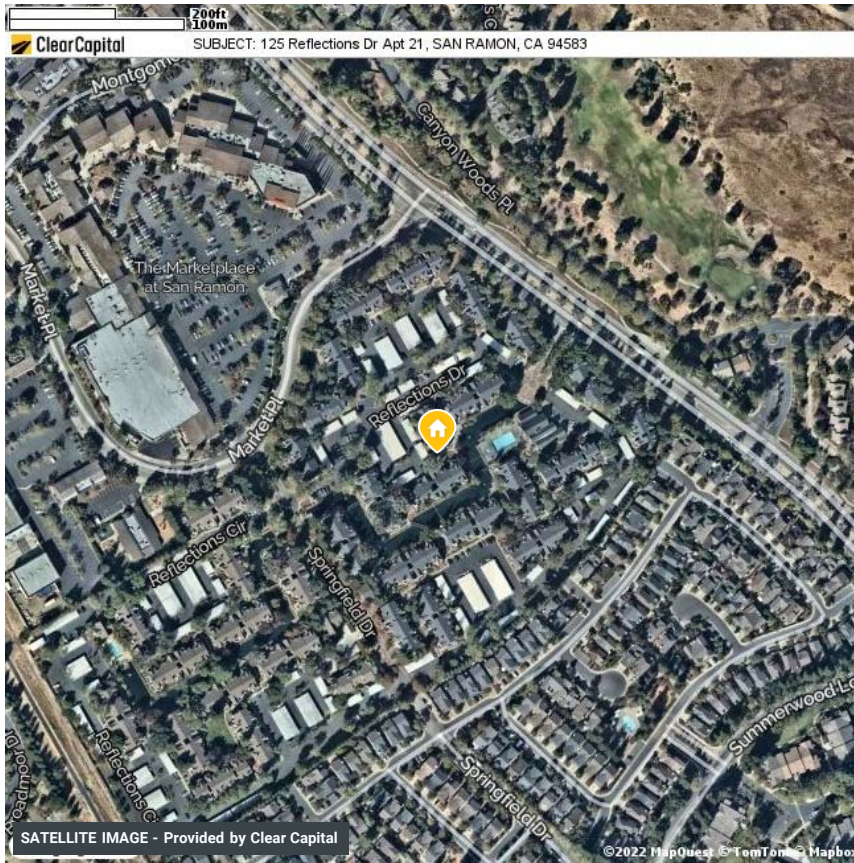 200ft
100m
ClearCapital
SUBJECT: 125 Reflections Dr Apt 21, SAN RAMON, CA 94583
Canyon Woods Pl
The Marketplace
at San Ramon
Market Pl
Reflections Dr
Market Pl
Reflections Cir
Springfield Dr
Summerwood
Springfield Dr
SATELLITE IMAGE - Provided by Clear Capital
©2022 MapQuest © TomTom © Mapbox